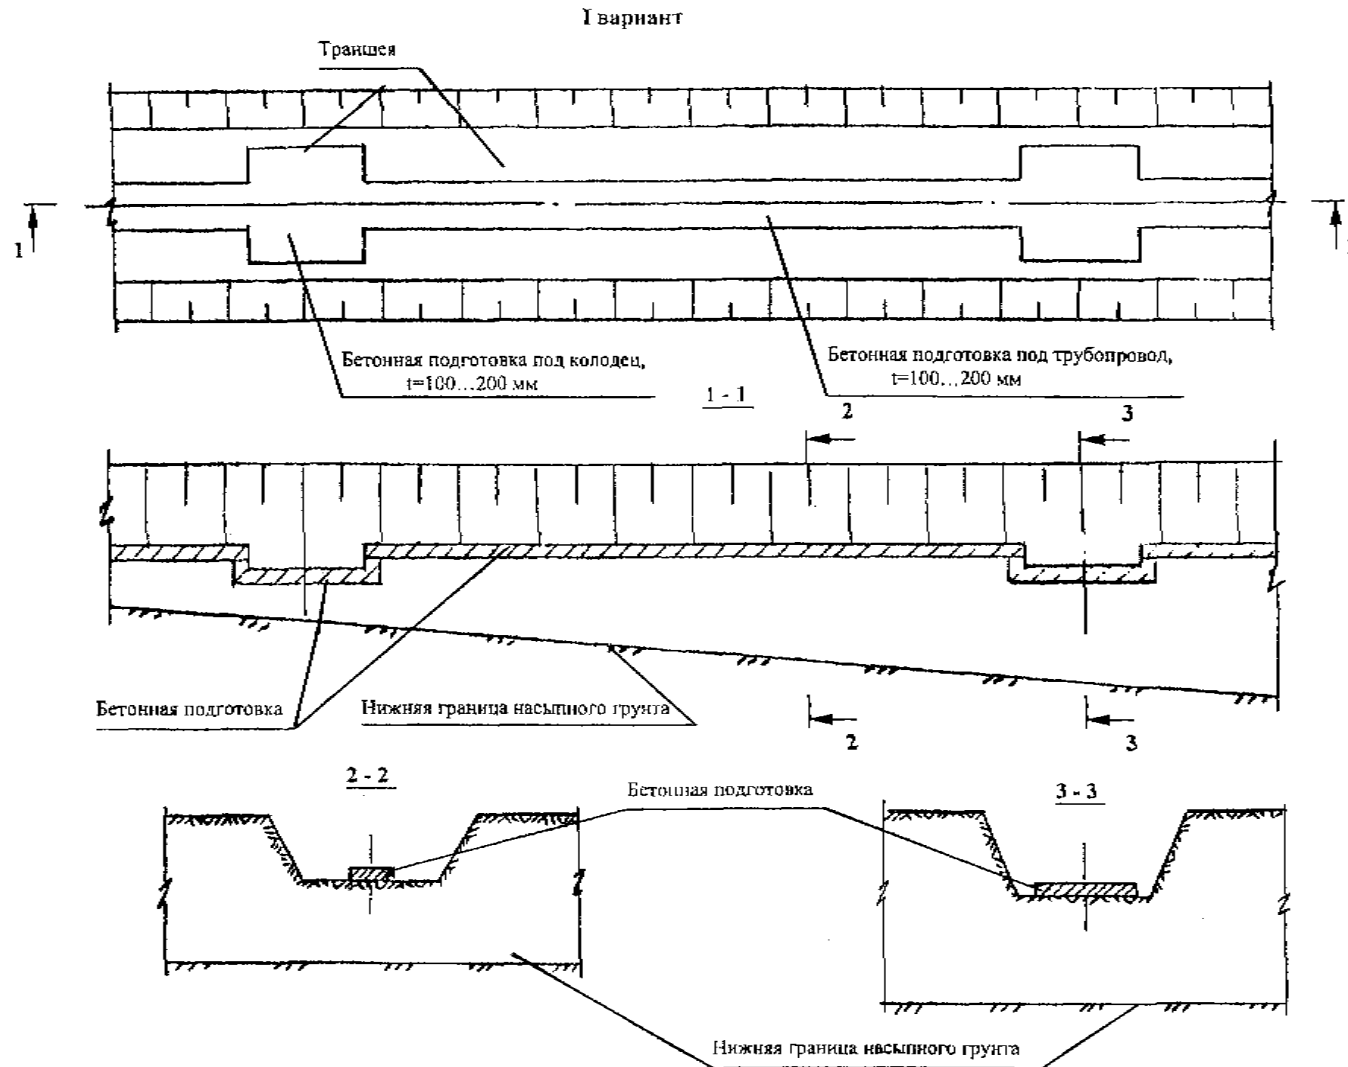 I вариант
Траншея
1
Бетонная подготовка под колодец,
t=100...200 мм
Бетонная подготовка под трубопровод,
t=100...200 мм
1 - 1
2
3
Бетонная подготовка
Нижняя граница насыпного грунта
2
3
2 - 2
Бетонная подготовка
3 - 3
Нижняя граница насыпного грунта